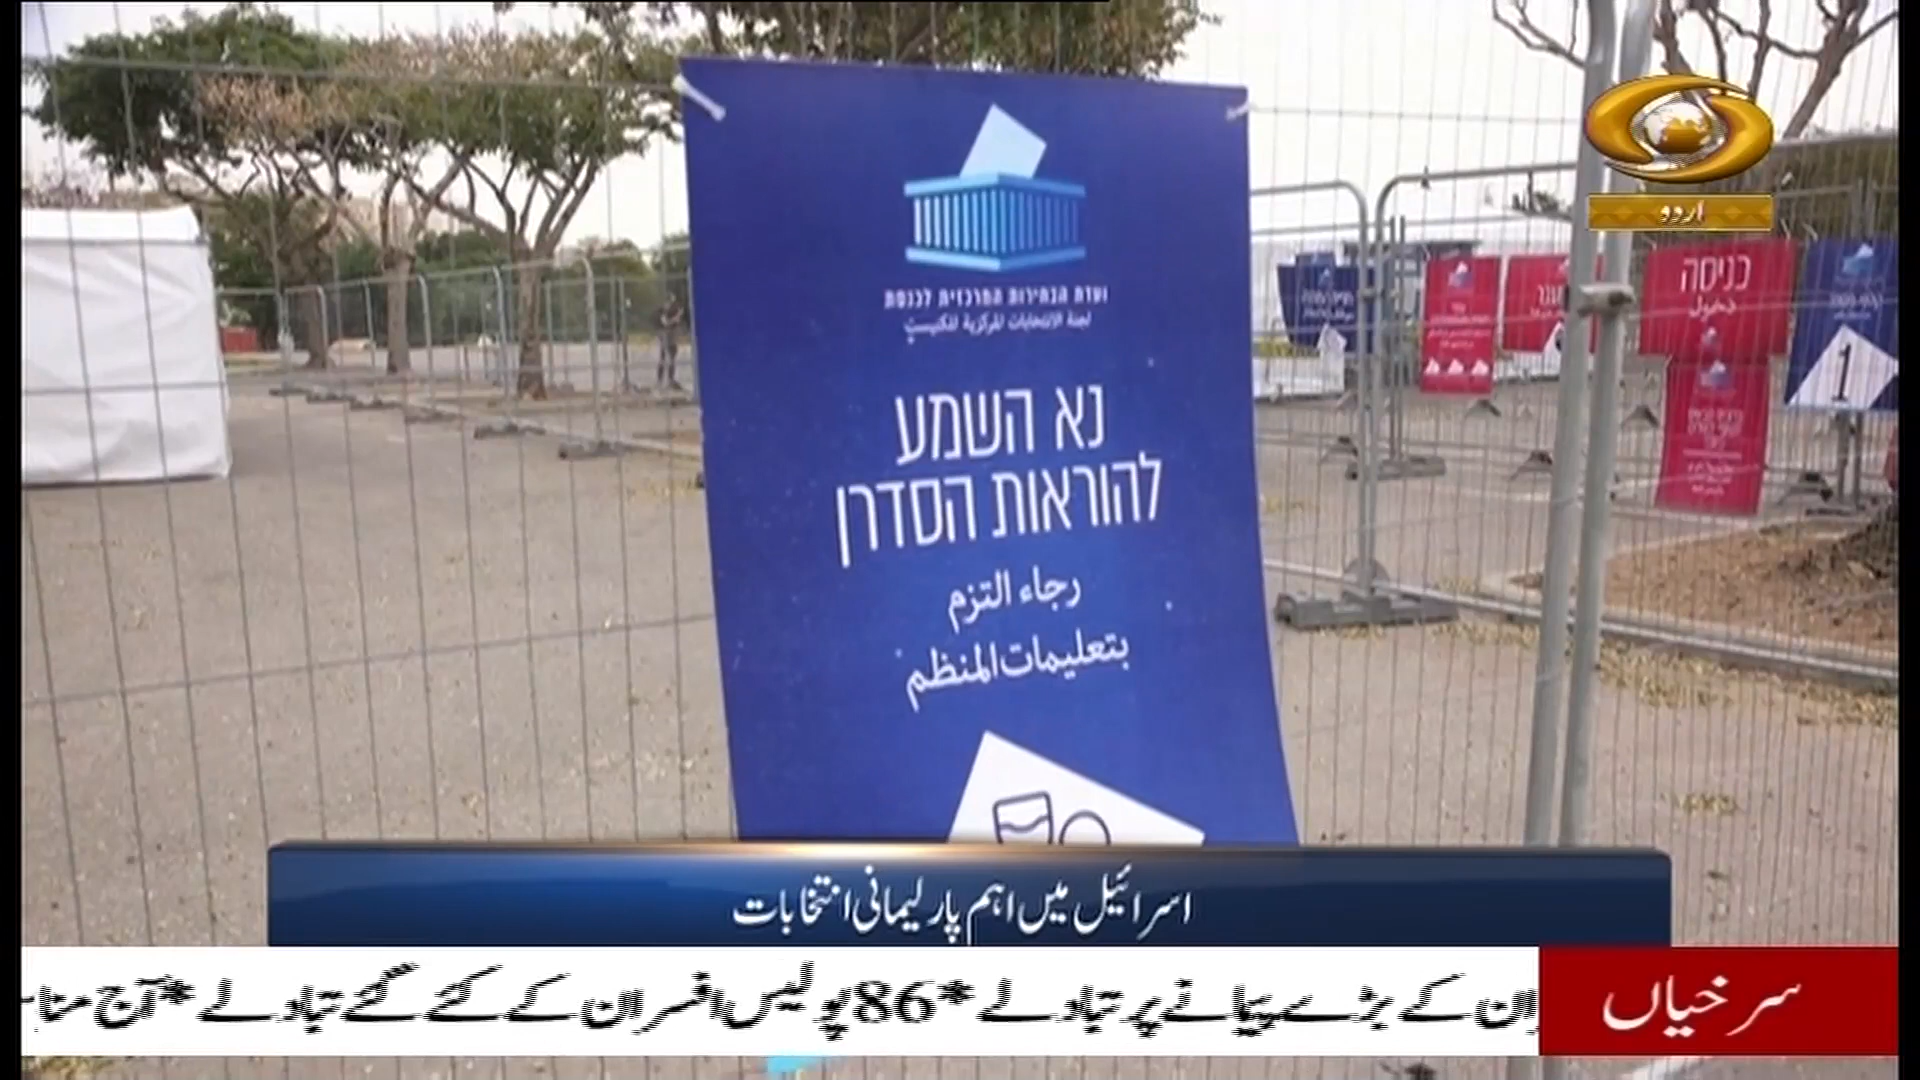 ועדת הבחירות המרכזית לכנסת
لجنة الانتخابات المركزية للكنيست
נא השמע
להוראות הסדרן
رجاء التزم
بتعليمات المنظم
כניסה
دخول
1
اردو
اسرائیل میں اہم پارلیمانی انتخابات
سرخیاں
ان کے بڑے پیمانے پر تبادلے *86 پولیس افسران کے کئے گئے تبادلے *آج